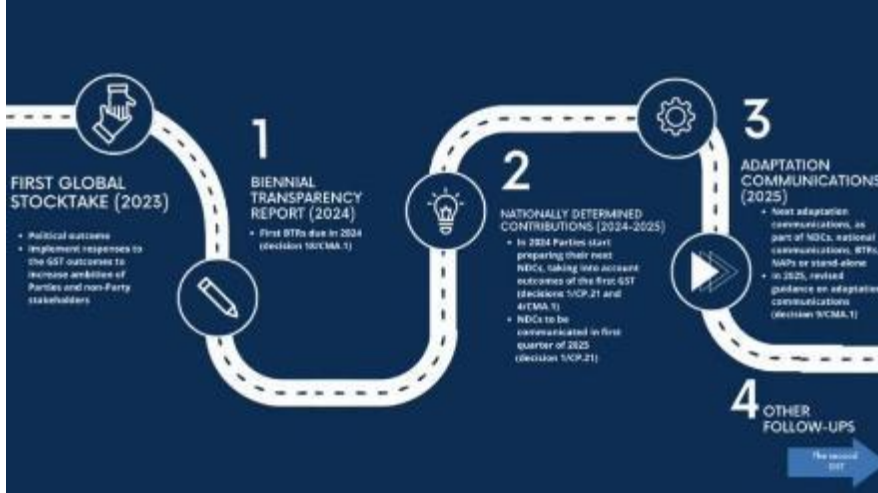 FIRST GLOBAL
STOCKTAKE (2023)
• Political outcome
• Implement responses to
the GST outcomes to
increase ambition of
Parties and non-Party
stakeholders
1
BIENNIAL
TRANSPARENCY
REPORT (2024)
• First BTRs due in 2024
(decision 18/CMA.1)
2
NATIONALLY DETERMINED
CONTRIBUTIONS (2024-2025)
• In 2024 Parties start
preparing their next
NDCs, taking into account
outcomes of the first GST
(decisions 1/CP.21 and
4/CMA.1)
• NDCs to be
communicated in first
quarter of 2025
(decision 1/CP.21)
3
ADAPTATION
COMMUNICATIONS
(2025)
• Next adaptation
communications, as
part of NDCs, national
communications, BTRs,
NAPs or stand-alone
• In 2025, revised
guidance on adaptation
communications
(decision 9/CMA.1)
4
OTHER
FOLLOW-UPS
The second
GST